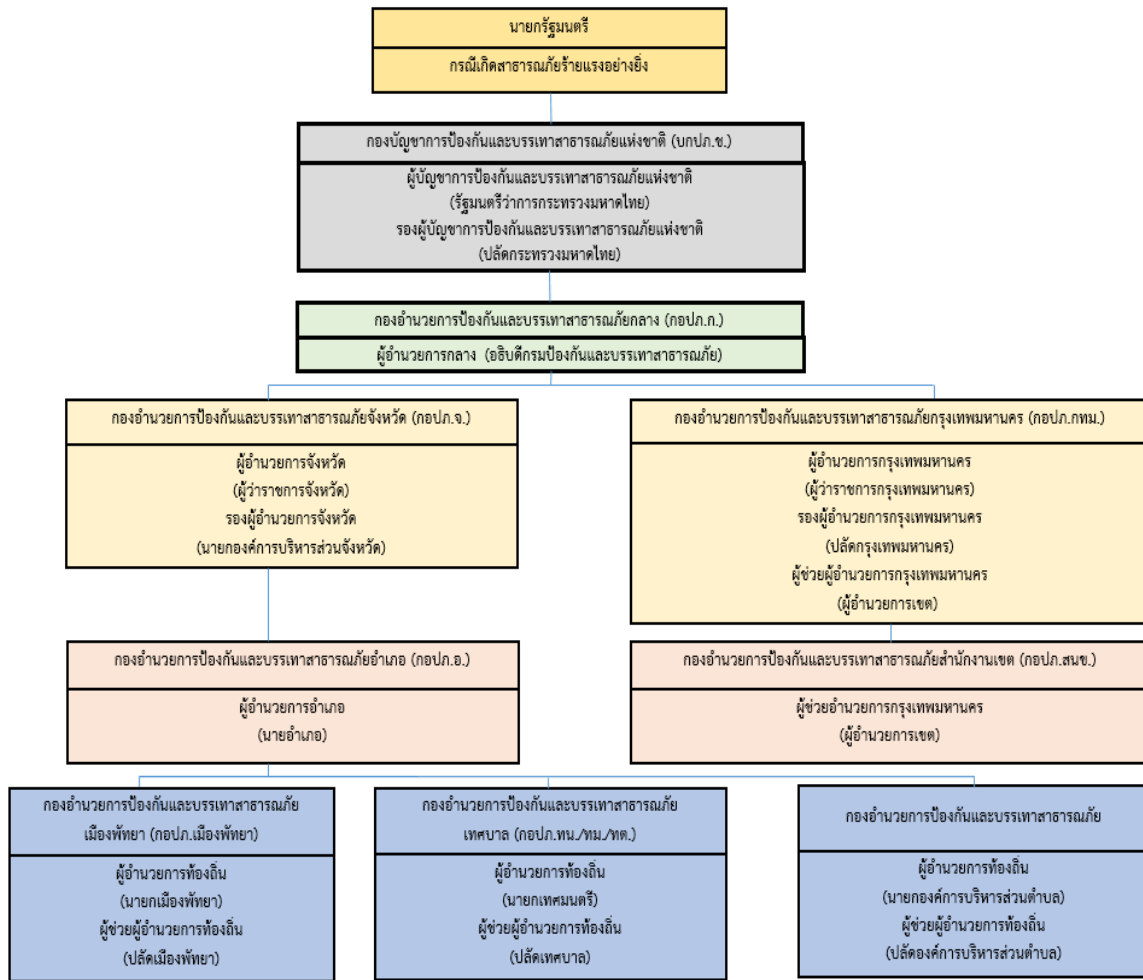 นายกรัฐมนตรี
กรณีเกิดสาธารณภัยร้ายแรงอย่างยิ่ง
กองบัญชาการป้องกันและบรรเทาสาธารณภัยแห่งชาติ (บกปภ.ช.)
ผู้บัญชาการป้องกันและบรรเทาสาธารณภัยแห่งชาติ
(รัฐมนตรีว่าการกระทรวงมหาดไทย)
รองผู้บัญชาการป้องกันและบรรเทาสาธารณภัยแห่งชาติ
(ปลัดกระทรวงมหาดไทย)
กองอำนวยการป้องกันและบรรเทาสาธารณภัยกลาง (กอปภ.ก.)
ผู้อำนวยการกลาง (อธิบดีกรมป้องกันและบรรเทาสาธารณภัย)
กองอำนวยการป้องกันและบรรเทาสาธารณภัยจังหวัด (กอปภ.จ.)
ผู้อำนวยการจังหวัด
(ผู้ว่าราชการจังหวัด)
รองผู้อำนวยการจังหวัด
(นายกองค์การบริหารส่วนจังหวัด)
กองอำนวยการป้องกันและบรรเทาสาธารณภัยกรุงเทพมหานคร (กอปภ.กทม.)
ผู้อำนวยการกรุงเทพมหานคร
(ผู้ว่าราชการกรุงเทพมหานคร)
รองผู้อำนวยการกรุงเทพมหานคร
(ปลัดกรุงเทพมหานคร)
ผู้ช่วยผู้อำนวยการกรุงเทพมหานคร
(ผู้อำนวยการเขต)
กองอำนวยการป้องกันและบรรเทาสาธารณภัยอำเภอ (กอปภ.อ.)
ผู้อำนวยการอำเภอ
(นายอำเภอ)
กองอำนวยการป้องกันและบรรเทาสาธารณภัยสำนักงานเขต (กอปภ.สนข.)
ผู้ช่วยอำนวยการกรุงเทพมหานคร
(ผู้อำนวยการเขต)
กองอำนวยการป้องกันและบรรเทาสาธารณภัย
เมืองพัทยา (กอปภ.เมืองพัทยา)
ผู้อำนวยการท้องถิ่น
(นายกเมืองพัทยา)
ผู้ช่วยผู้อำนวยการท้องถิ่น
(ปลัดเมืองพัทยา)
กองอำนวยการป้องกันและบรรเทาสาธารณภัย
เทศบาล (กอปภ.ทน./ทม./ทต.)
ผู้อำนวยการท้องถิ่น
(นายกเทศมนตรี)
ผู้ช่วยผู้อำนวยการท้องถิ่น
(ปลัดเทศบาล)
กองอำนวยการป้องกันและบรรเทาสาธารณภัย
ผู้อำนวยการท้องถิ่น
(นายกองค์การบริหารส่วนตำบล)
ผู้ช่วยผู้อำนวยการท้องถิ่น
(ปลัดองค์การบริหารส่วนตำบล)